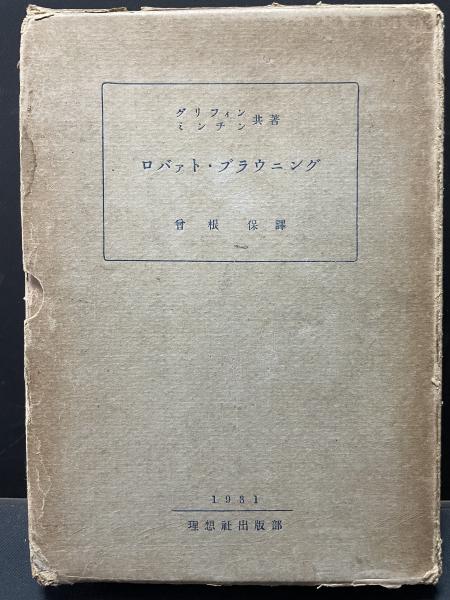 グリフィン
ミンチン 共著
ロバァト・ブラウニング
曾根保譯
1931
理想社出版部